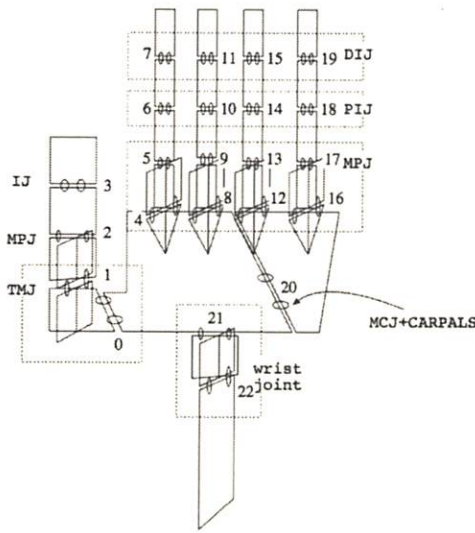 7 11 15 19 DIJ
6 10 14 18 PIJ
5 9 13 17 MPJ
IJ 3
4 8 12 16
MPJ 2
TMJ 1
20
0
21
MCJ+CARPALS
wrist
joint
22